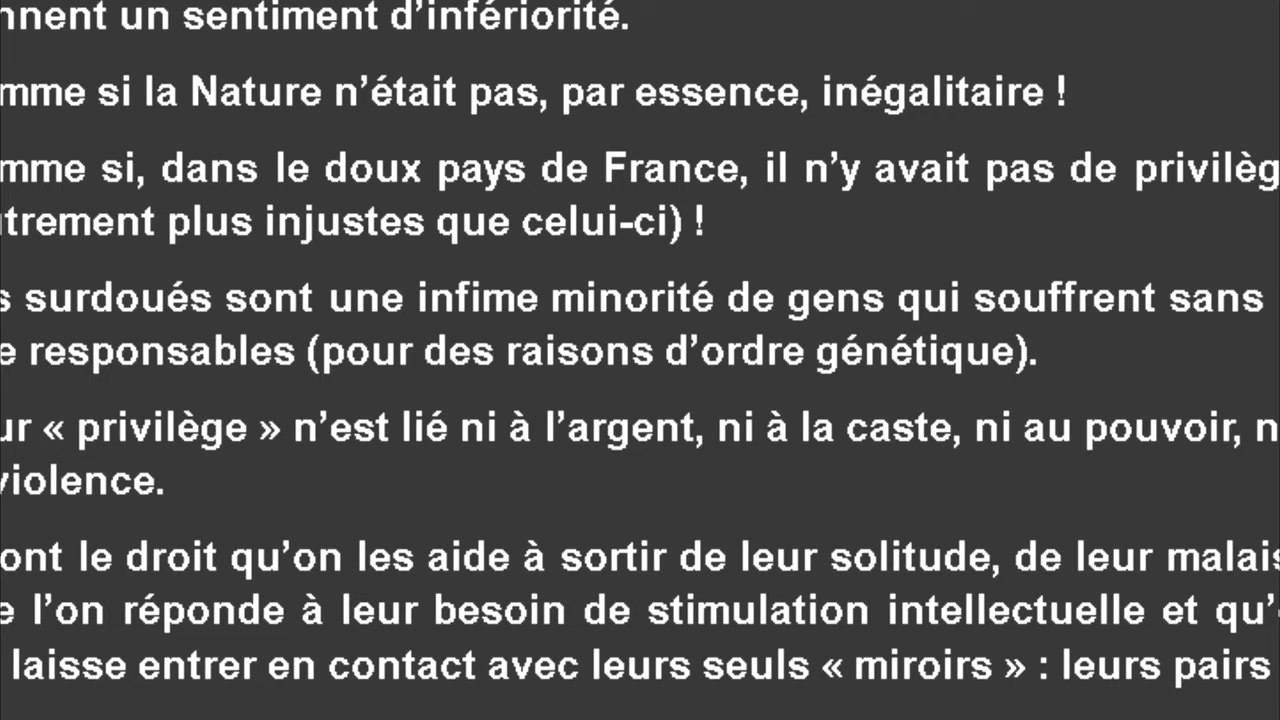 nnent un sentiment d’infériorité.
mme si la Nature n’était pas, par essence, inégalitaire !
mme si, dans le doux pays de France, il n’y avait pas de privilèg
utrement plus injustes que celui-ci) !
s surdoués sont une infime minorité de gens qui souffrent sans
e responsables (pour des raisons d’ordre génétique).
ur « privilège » n’est lié ni à l’argent, ni à la caste, ni au pouvoir, n
violence.
ont le droit qu’on les aide à sortir de leur solitude, de leur malais
e l’on réponde à leur besoin de stimulation intellectuelle et qu’
laisse entrer en contact avec leurs seuls « miroirs » : leurs pairs